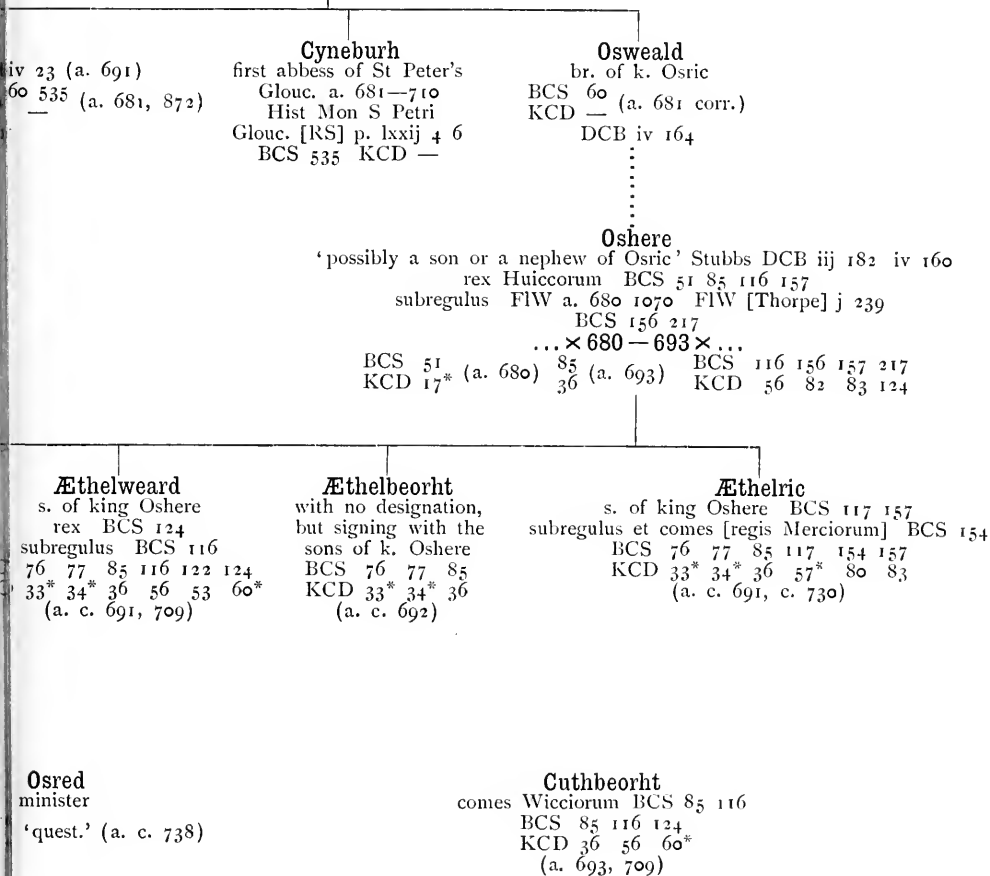 iv 23 (a. 691)
60 535 (a. 681, 872)
—
Cyneburh
first abbess of St Peter's
Glouc. a. 681—710
Hist Mon S Petri
Glouc. [RS] p. lxxij 4 6
BCS 535 KCD —
Osweald
br. of k. Osric
BCS 60
KCD — (a. 681 corr.)
DCB iv 164
Oshere
'possibly a son or a nephew of Osric' Stubbs DCB iij 182 iv 160
rex Huiccorum BCS 51 85 116 157
subregulus FlW a. 680 1070 FlW [Thorpe] j 239
BCS 156 217
... × 680 — 693 × ...
BCS 51 (a. 680) 85 (a. 693) BCS 116 156 157 217
KCD 17* 36 KCD 56 82 83 124
Æthelweard
s. of king Oshere
rex BCS 124
subregulus BCS 116
76 77 85 116 122 124
33* 34* 36 56 53 60*
(a. c. 691, 709)
Æthelbeorht
with no designation,
but signing with the
sons of k. Oshere
BCS 76 77 85
KCD 33* 34* 36
(a. c. 692)
Æthelric
s. of king Oshere BCS 117 157
subregulus et comes [regis Merciorum] BCS 154
BCS 76 77 85 117 154 157
KCD 33* 34* 36 57* 80 83
(a. c. 691, c. 730)
Osred
minister
'quest.' (a. c. 738)
Cuthbeorht
comes Wicciorum BCS 85 116
BCS 85 116 124
KCD 36 56 60*
(a. 693, 709)